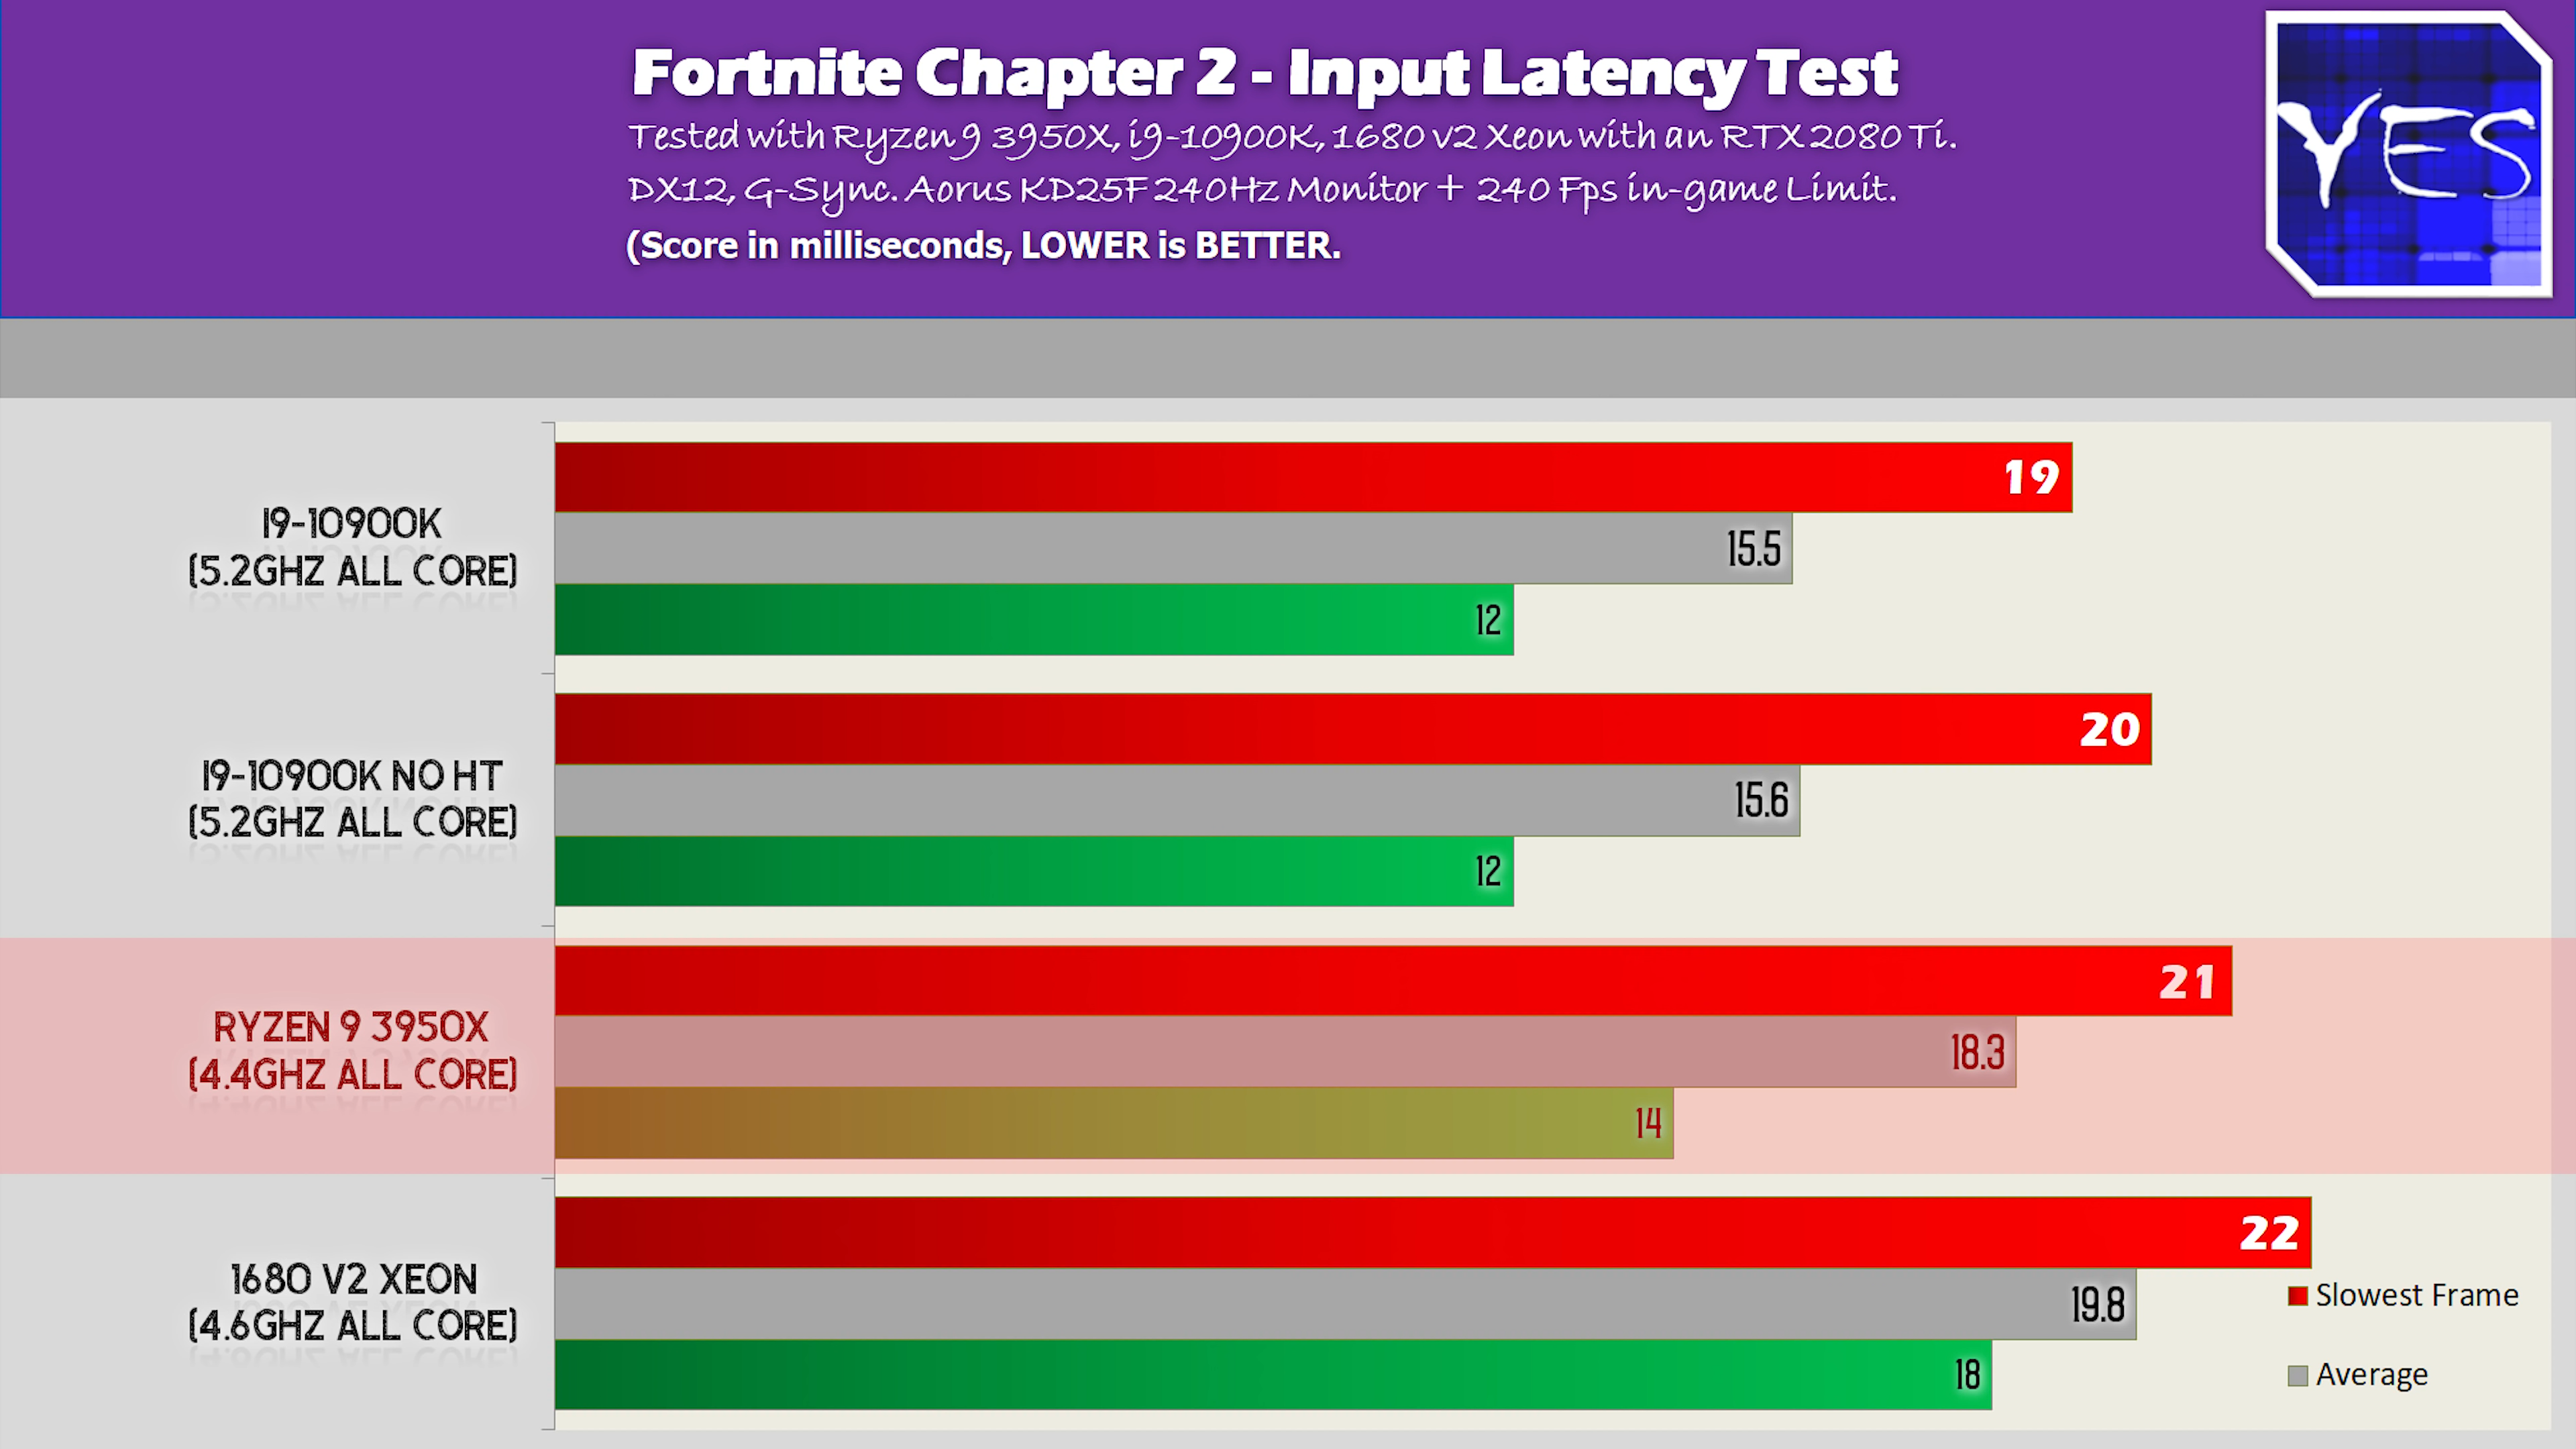 Fortnite Chapter 2 - Input Latency Test
Tested with Ryzen 9 3950X, i9-10900K, 1680 v2 Xeon with an RTX 2080 Ti.
DX12, G-Sync. Aorus KD25F 240Hz Monitor + 240 Fps in-game Limit.
(Score in milliseconds, LOWER is BETTER.
YES
19
I9-10900K
(5.2GHZ ALL CORE)
15.5
12
20
I9-10900K NO HT
(5.2GHZ ALL CORE)
15.6
12
21
RYZEN 9 3950X
(4.4GHZ ALL CORE)
18.3
14
22
1680 V2 XEON
(4.6GHZ ALL CORE)
19.8
18
Slowest Frame
Average